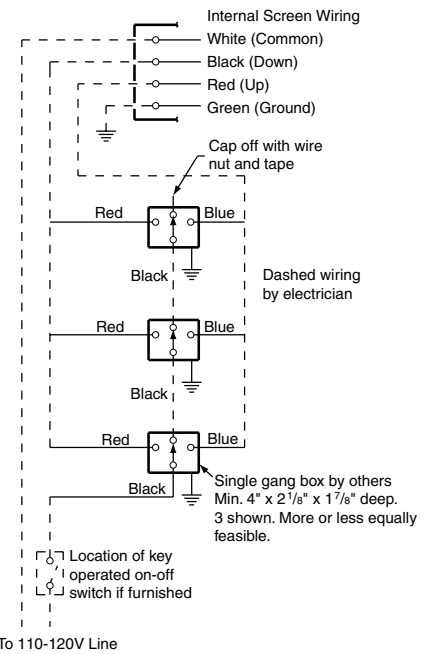 Internal Screen Wiring
White (Common)
Black (Down)
Red (Up)
Green (Ground)
Cap off with wire
nut and tape
Red
Blue
Black
Dashed wiring
by electrician
Red
Blue
Black
Red
Blue
Black
Single gang box by others
Min. 4" x 2 1/8" x 1 7/8" deep.
3 shown. More or less equally
feasible.
Location of key
operated on-off
switch if furnished
To 110-120V Line